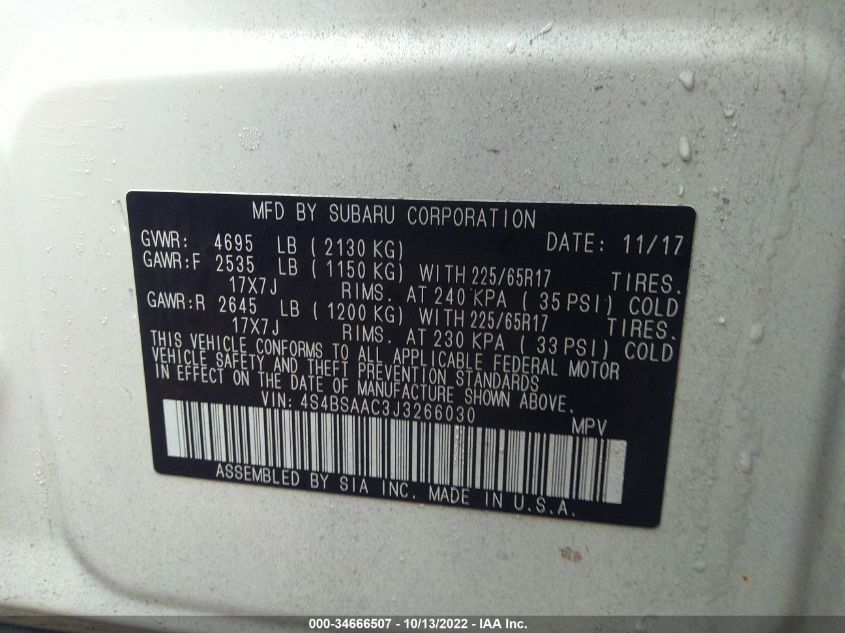 MFD BY SUBARU CORPORATION
GVWR: 4695 LB ( 2130 KG) DATE: 11/17
GAWR:F 2535 LB ( 1150 KG) WITH 225/65R17 TIRES.
17X7J RIMS. AT 240 KPA ( 35 PSI) COLD
GAWR:R 2645 LB ( 1200 KG) WITH 225/65R17 TIRES.
17X7J RIMS. AT 230 KPA ( 33 PSI) COLD
THIS VEHICLE CONFORMS TO ALL APPLICABLE FEDERAL MOTOR
VEHICLE SAFETY AND THEFT PREVENTION STANDARDS
IN EFFECT ON THE DATE OF MANUFACTURE SHOWN ABOVE.
VIN: 4S4BSAAC3J3266030 MPV
ASSEMBLED BY SIA INC. MADE IN U.S.A.
000-34666507 - 10/13/2022 - IAA Inc.